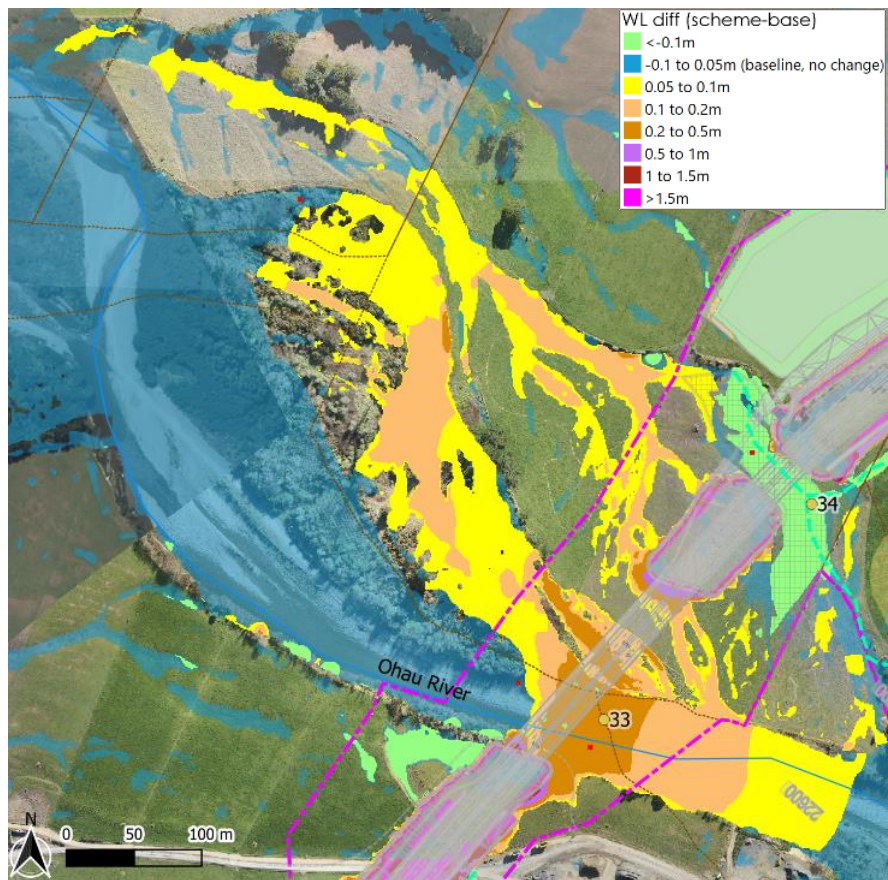 WL diff (scheme-base)
<-0.1m
-0.1 to 0.05m (baseline, no change)
0.05 to 0.1m
0.1 to 0.2m
0.2 to 0.5m
0.5 to 1m
1 to 1.5m
>1.5m
34
Ohau River
33
22600
N
0 50 100 m